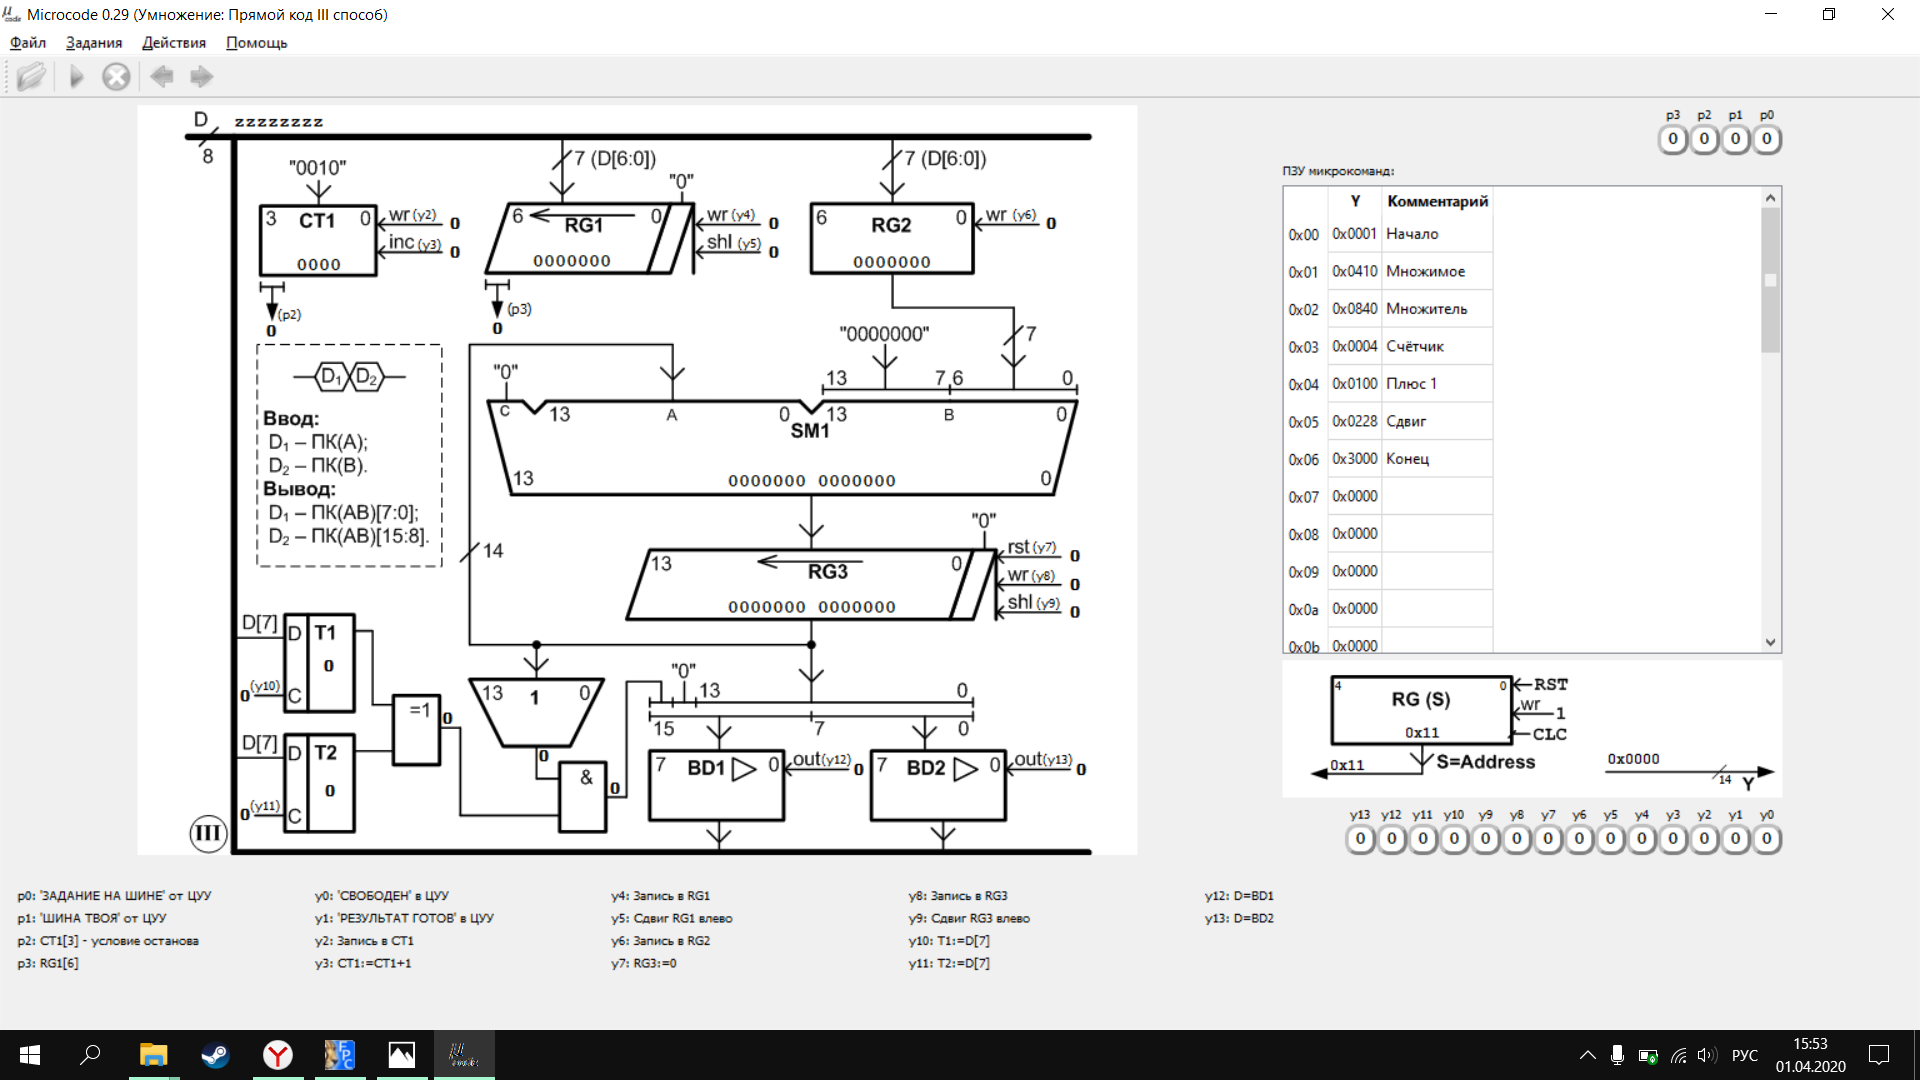 Microcode 0.29 (Умножение: Прямой код III способ)
Файл Задания Действия Помощь
D zzzzzzzz
8
"0010"
7 (D[6:0])
"0"
7 (D[6:0])
3 CT1 0
wr (y2) 0
inc (y3) 0
0000
(p2)
0
6 RG1 0
wr (y4) 0
shl (y5) 0
0000000
(p3)
0
6 RG2 0
wr (y6) 0
0000000
"0000000"
7
D1 D2
Ввод:
D1 – ПК(A);
D2 – ПК(B).
Вывод:
D1 – ПК(AB)[7:0];
D2 – ПК(AB)[15:8].
"0"
13 7 6 0
C 13 A 0 13 B 0
SM1
13 0000000 0000000 0
14
"0"
13 RG3 0
rst (y7) 0
wr (y8) 0
shl (y9) 0
0000000 0000000
D[7] D T1
0
0 (y10) C
=1 0
D[7] D T2
0
0 (y11) C
III
13 1 0
0
& 0
"0"
13 0
15 7 0
7 BD1 0
out(y12) 0
7 BD2 0
out(y13) 0
p3 p2 p1 p0
0 0 0 0
ПЗУ микрокоманд:
Y Комментарий
0x00 0x0001 Начало
0x01 0x0410 Множимое
0x02 0x0840 Множитель
0x03 0x0004 Счётчик
0x04 0x0100 Плюс 1
0x05 0x0228 Сдвиг
0x06 0x3000 Конец
0x07 0x0000
0x08 0x0000
0x09 0x0000
0x0a 0x0000
0x0b 0x0000
4 RG (S) 0
RST
wr 1
CLC
0x11
0x11 S=Address
0x0000
14 Y
y13 y12 y11 y10 y9 y8 y7 y6 y5 y4 y3 y2 y1 y0
0 0 0 0 0 0 0 0 0 0 0 0 0 0
p0: 'ЗАДАНИЕ НА ШИНЕ' от ЦУУ
p1: 'ШИНА ТВОЯ' от ЦУУ
p2: CT1[3] - условие останова
p3: RG1[6]
y0: 'СВОБОДЕН' в ЦУУ
y1: 'РЕЗУЛЬТАТ ГОТОВ' в ЦУУ
y2: Запись в CT1
y3: CT1:=CT1+1
y4: Запись в RG1
y5: Сдвиг RG1 влево
y6: Запись в RG2
y7: RG3:=0
y8: Запись в RG3
y9: Сдвиг RG3 влево
y10: T1:=D[7]
y11: T2:=D[7]
y12: D=BD1
y13: D=BD2
РУС
15:53
01.04.2020